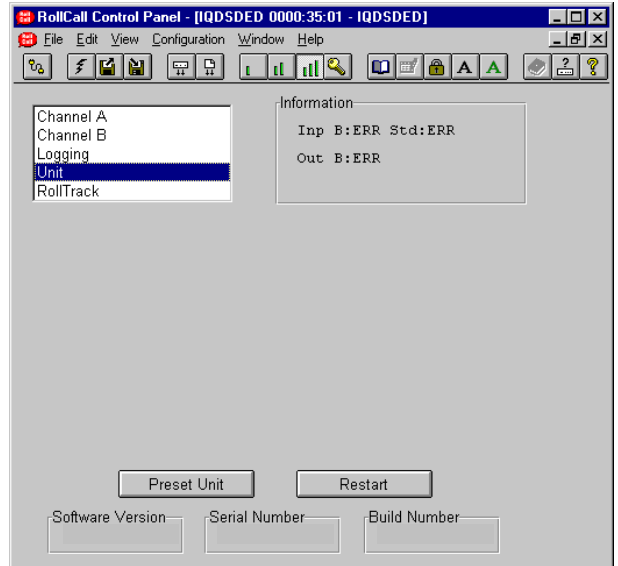 RollCall Control Panel - [IQDSDED 0000:35:01 - IQDSDED]
File Edit View Configuration Window Help
A A ?
Information
Channel A
Channel B
Logging
Unit
RollTrack
Inp B:ERR Std:ERR
Out B:ERR
Preset Unit Restart
Software Version Serial Number Build Number